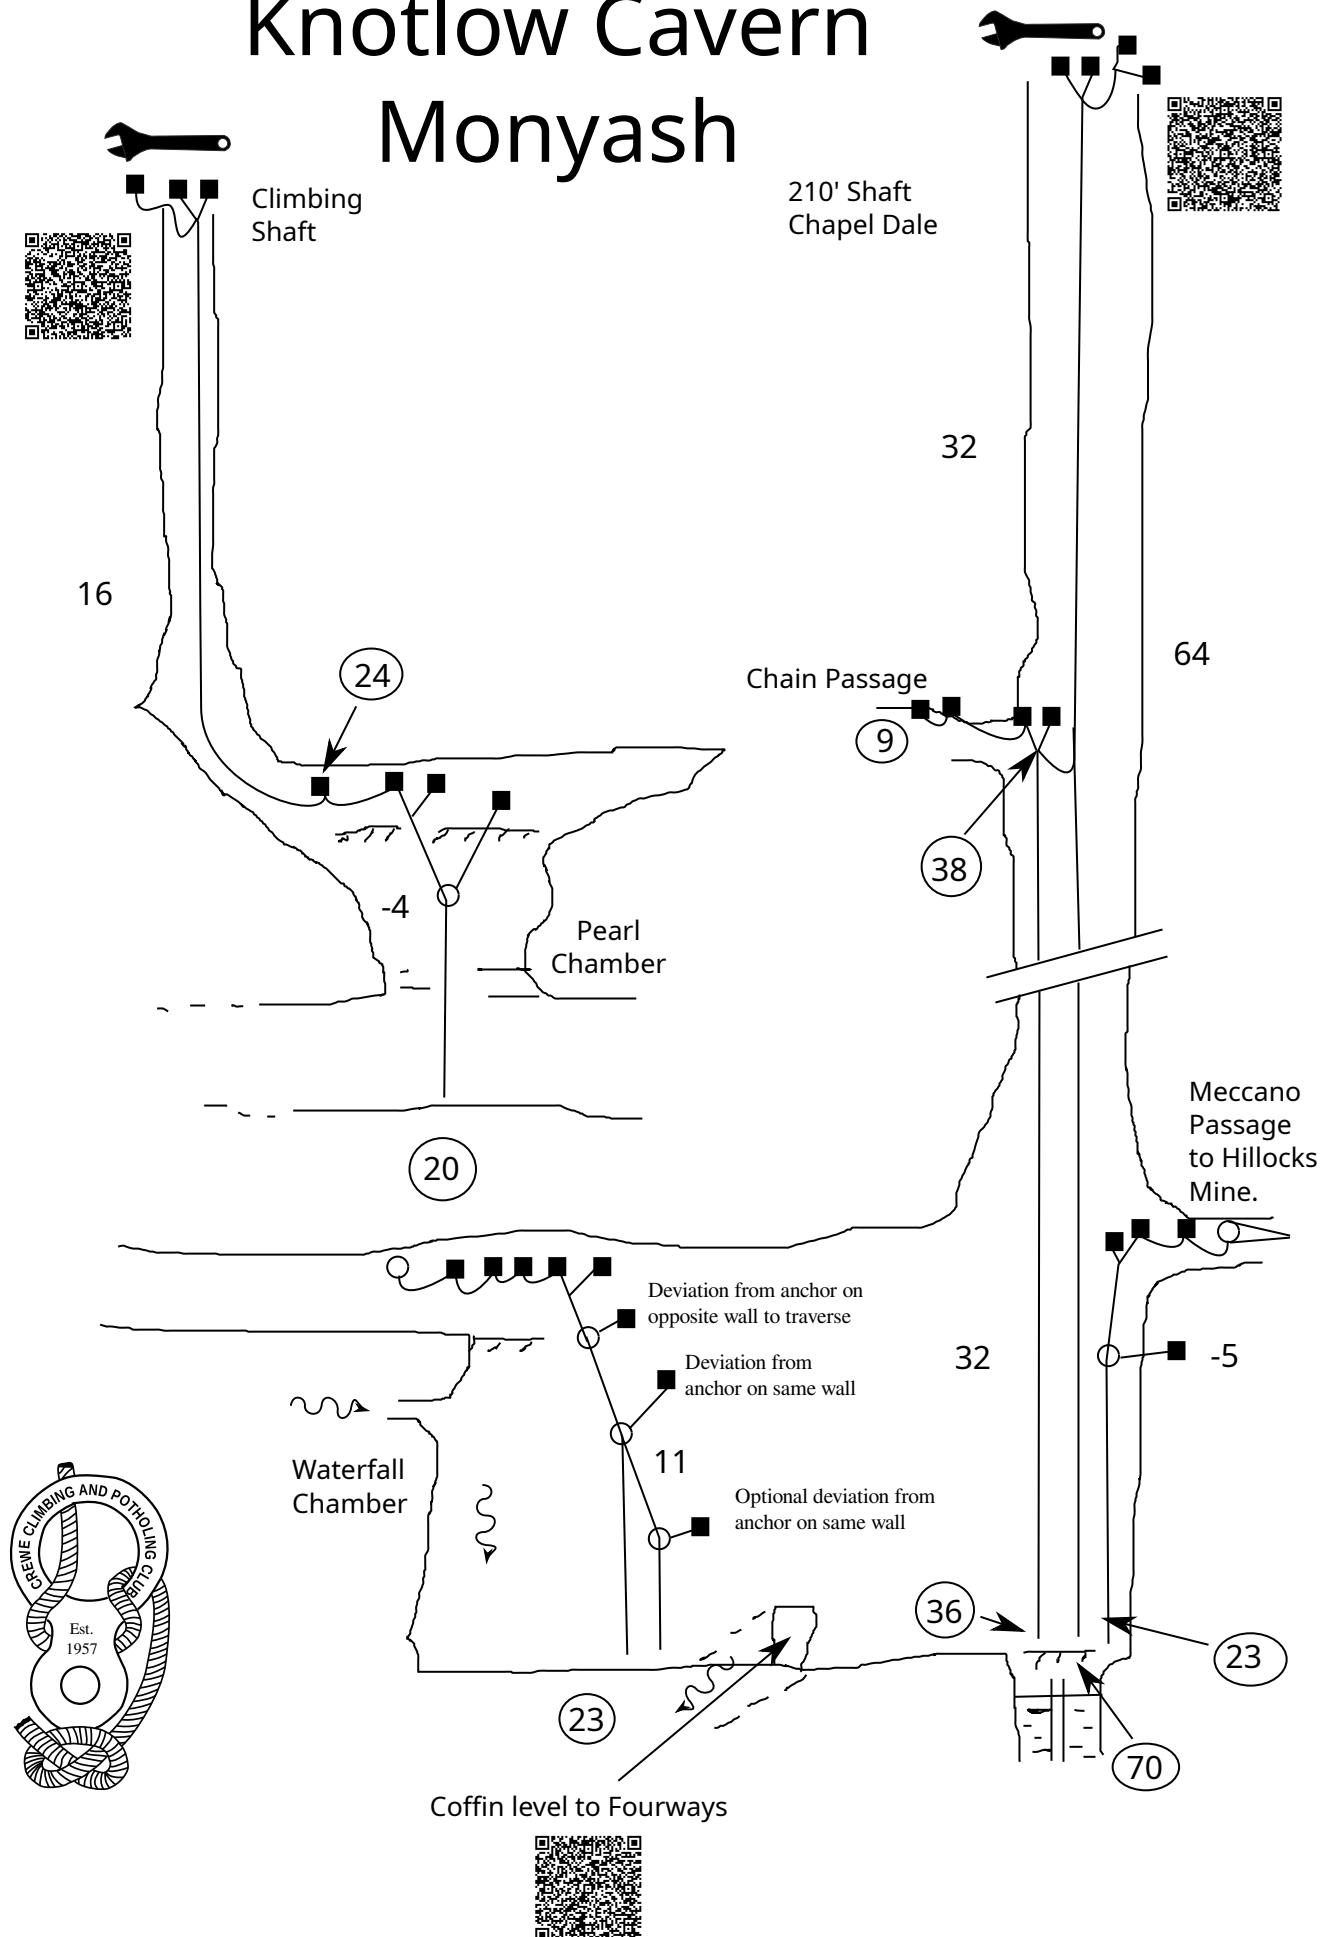 Knotlow Cavern
Monyash
Climbing
Shaft
210' Shaft
Chapel Dale
32
16
24
64
Chain Passage
9
38
-4
Pearl
Chamber
Meccano
Passage
to Hillocks
Mine.
20
Deviation from anchor on
opposite wall to traverse
Deviation from
anchor on same wall
32
-5
11
Waterfall
Chamber
Optional deviation from
anchor on same wall
CREWE CLIMBING AND POTHOLING CLUB
Est.
1957
36
23
23
70
Coffin level to Fourways